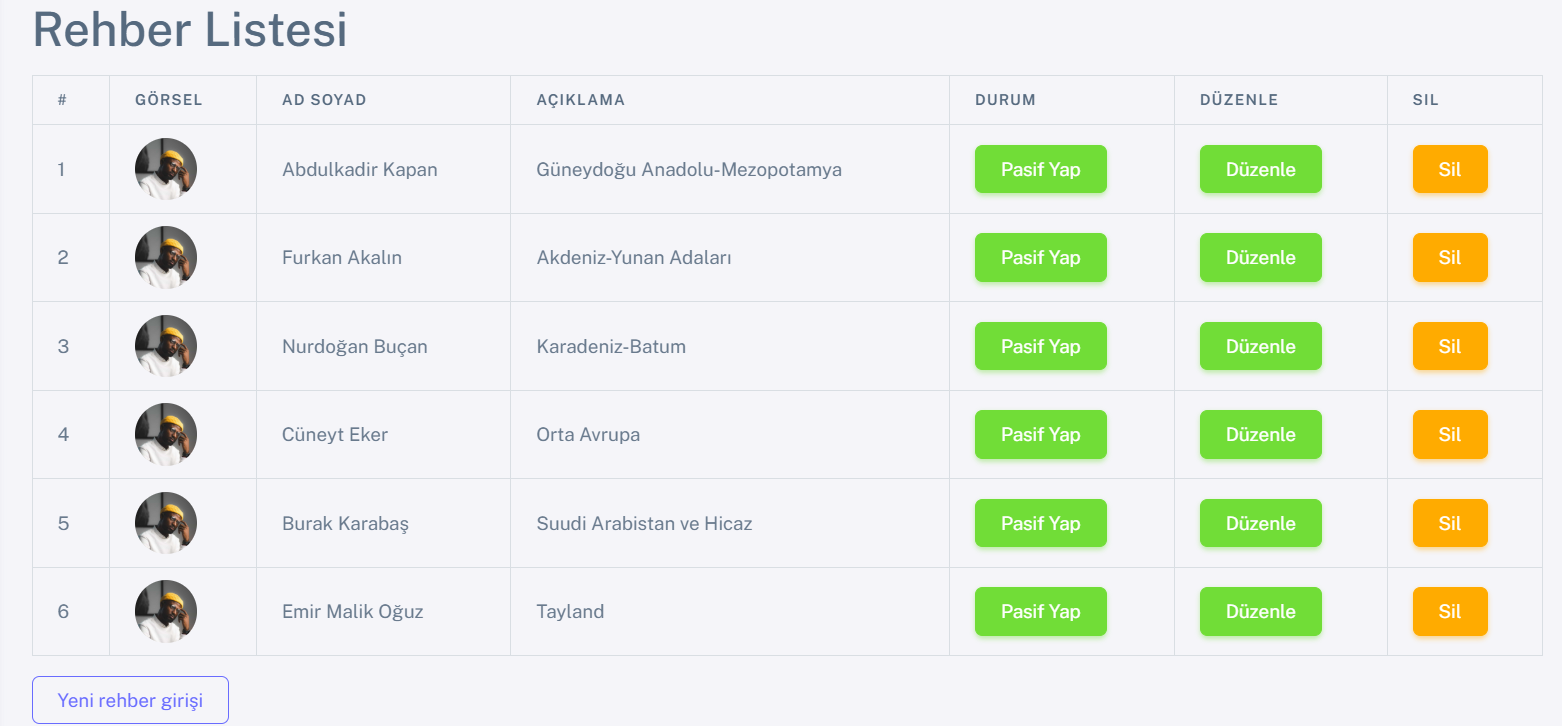 Rehber Listesi
# GÖRSEL AD SOYAD AÇIKLAMA DURUM DÜZENLE SIL
1 Abdulkadir Kapan Güneydoğu Anadolu-Mezopotamya Pasif Yap Düzenle Sil
2 Furkan Akalın Akdeniz-Yunan Adaları Pasif Yap Düzenle Sil
3 Nurdoğan Buçan Karadeniz-Batum Pasif Yap Düzenle Sil
4 Cüneyt Eker Orta Avrupa Pasif Yap Düzenle Sil
5 Burak Karabaş Suudi Arabistan ve Hicaz Pasif Yap Düzenle Sil
6 Emir Malik Oğuz Tayland Pasif Yap Düzenle Sil
Yeni rehber girişi